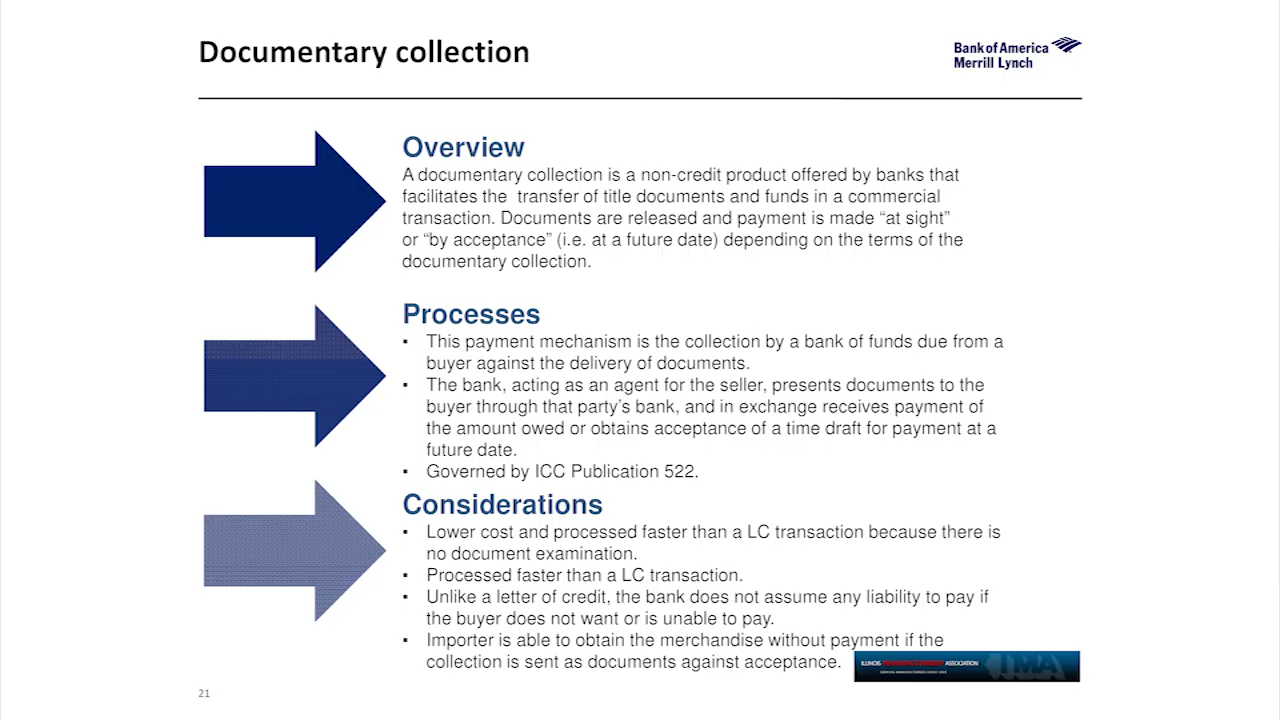 Documentary collection
Bank of America
Merrill Lynch
Overview
A documentary collection is a non-credit product offered by banks that
facilitates the transfer of title documents and funds in a commercial
transaction. Documents are released and payment is made “at sight”
or “by acceptance” (i.e. at a future date) depending on the terms of the
documentary collection.
Processes
▪ This payment mechanism is the collection by a bank of funds due from a
buyer against the delivery of documents.
▪ The bank, acting as an agent for the seller, presents documents to the
buyer through that party’s bank, and in exchange receives payment of
the amount owed or obtains acceptance of a time draft for payment at a
future date.
▪ Governed by ICC Publication 522.
Considerations
▪ Lower cost and processed faster than a LC transaction because there is
no document examination.
▪ Processed faster than a LC transaction.
▪ Unlike a letter of credit, the bank does not assume any liability to pay if
the buyer does not want or is unable to pay.
▪ Importer is able to obtain the merchandise without payment if the
collection is sent as documents against acceptance.
ILLINOIS MANUFACTURERS' ASSOCIATION
IMA
21